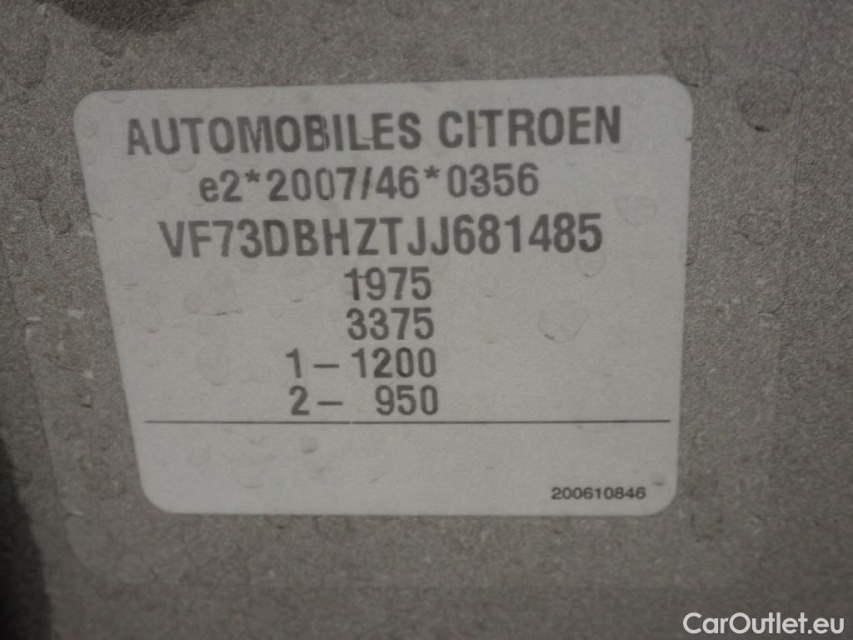 AUTOMOBILES CITROEN
e2*2007/46*0356
VF73DBHZTJJ681485
1975
3375
1- 1200
2- 950
200610846
CarOutlet.eu